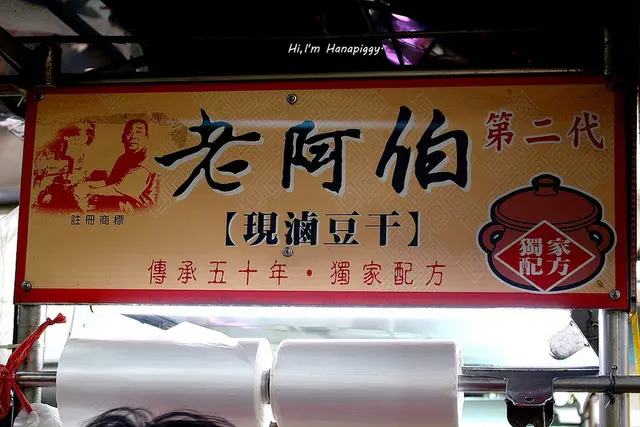 Hi,I'm Hanapiggy
老阿伯
第二代
註冊商標
【現滷豆干】
獨家
配方
傳承五十年・獨家配方